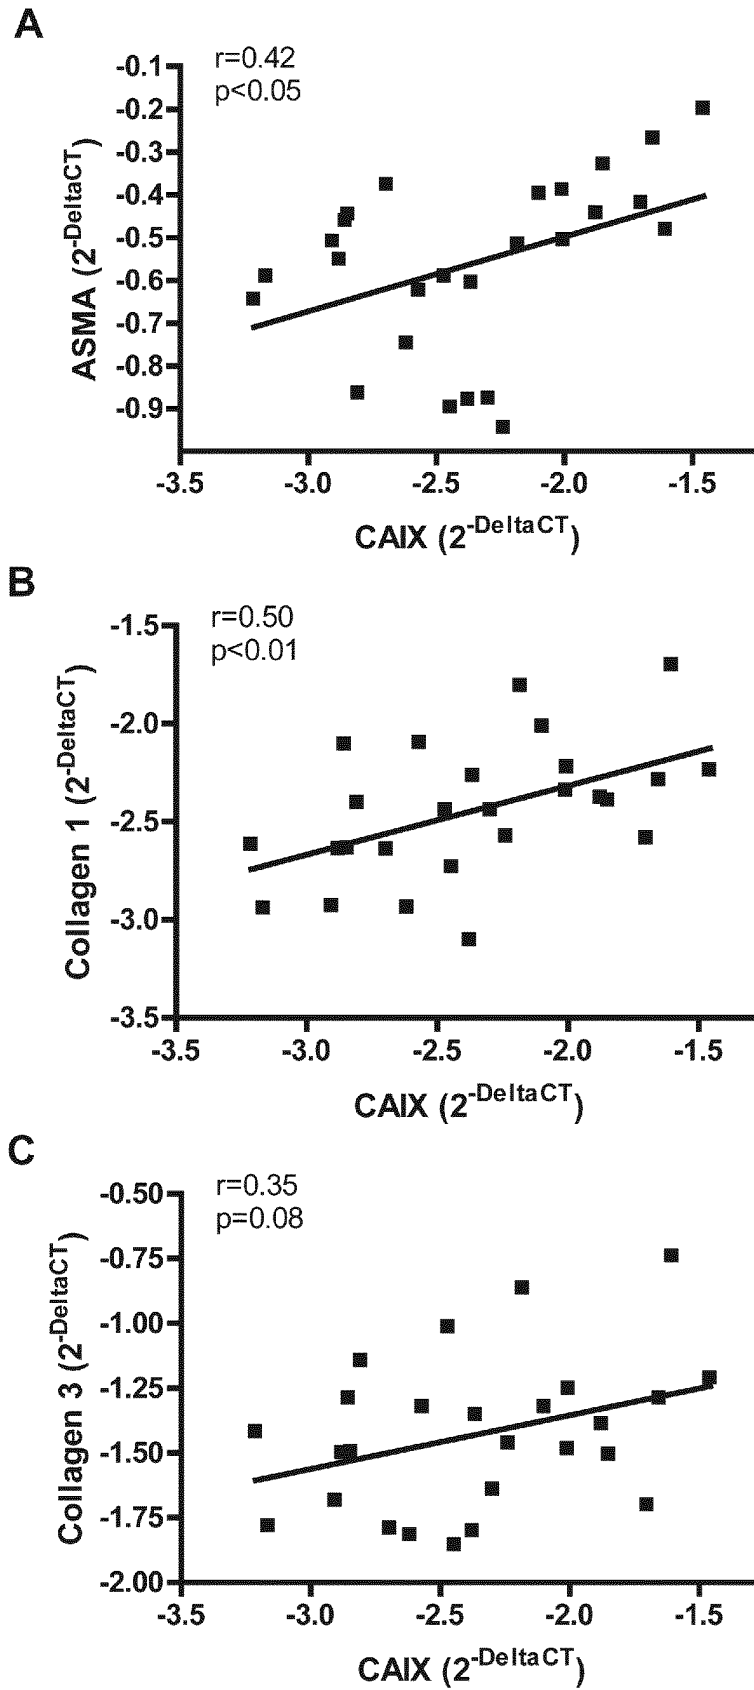 A
r=0.42
p<0.05
-0.1
-0.2
-0.3
-0.4
-0.5
-0.6
-0.7
-0.8
-0.9
ASMA (2-DeltaCT)
-3.5 -3.0 -2.5 -2.0 -1.5
CAIX (2-DeltaCT)
B
r=0.50
p<0.01
-1.5
-2.0
-2.5
-3.0
-3.5
Collagen 1 (2-DeltaCT)
-3.5 -3.0 -2.5 -2.0 -1.5
CAIX (2-DeltaCT)
C
r=0.35
p=0.08
-0.50
-0.75
-1.00
-1.25
-1.50
-1.75
-2.00
Collagen 3 (2-DeltaCT)
-3.5 -3.0 -2.5 -2.0 -1.5
CAIX (2-DeltaCT)